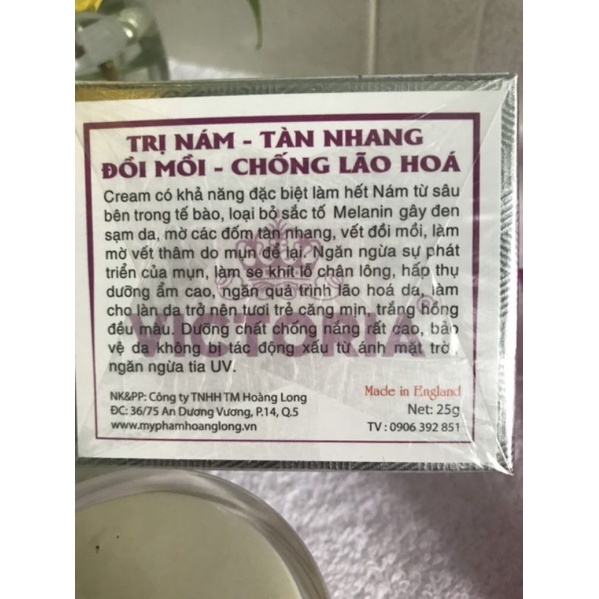 TRỊ NÁM - TÀN NHANG
ĐỒI MỒI - CHỐNG LÃO HOÁ
Cream có khả năng đặc biệt làm hết Nám từ sâu
bên trong tế bào, loại bỏ sắc tố Melanin gây đen
sạm da, mờ các đốm tàn nhang, vết đồi mồi, làm
mờ vết thâm do mụn để lại. Ngăn ngừa sự phát
triển của mụn, làm se khít lỗ chân lông, hấp thụ
dưỡng ẩm cao, ngăn quá trình lão hoá da, làm
cho làn da trở nên tươi trẻ căng mịn, trắng hồng
đều màu. Dưỡng chất chống nắng rất cao, bảo
vệ da không bị tác động xấu từ ánh mặt trờ
ngăn ngừa tia UV.
VICTORIA
NK&PP: Công ty TNHH TM Hoàng Long
ĐC: 36/75 An Dương Vương, P.14, Q.5
www.myphamhoanglong.vn
Made in England
Net: 25g
TV : 0906 392 851